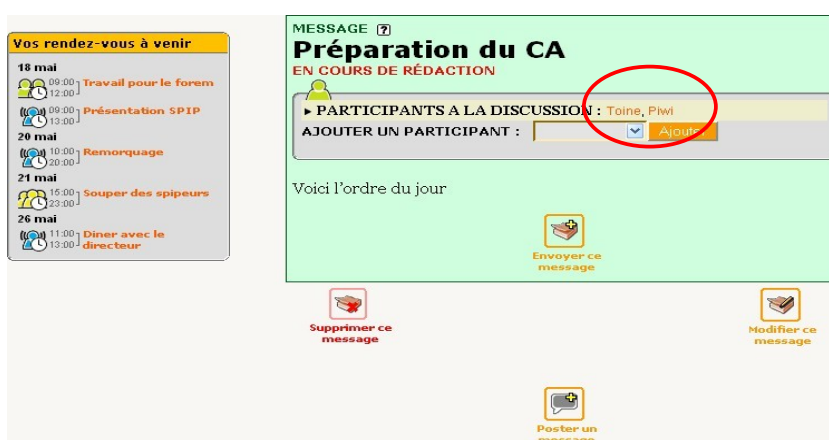 Vos rendez-vous à venir
18 mai
09:00 12:00 Travail pour le forem
09:00 13:00 Présentation SPIP
20 mai
10:00 20:00 Remorquage
21 mai
15:00 23:00 Souper des spipeurs
26 mai
11:00 13:00 Diner avec le directeur
MESSAGE ?
Préparation du CA
EN COURS DE RÉDACTION
PARTICIPANTS A LA DISCUSSION : Toine, Piwi
AJOUTER UN PARTICIPANT : Ajouter
Voici l'ordre du jour
Envoyer ce
message
Supprimer ce
message
Modifier ce
message
Poster un
message